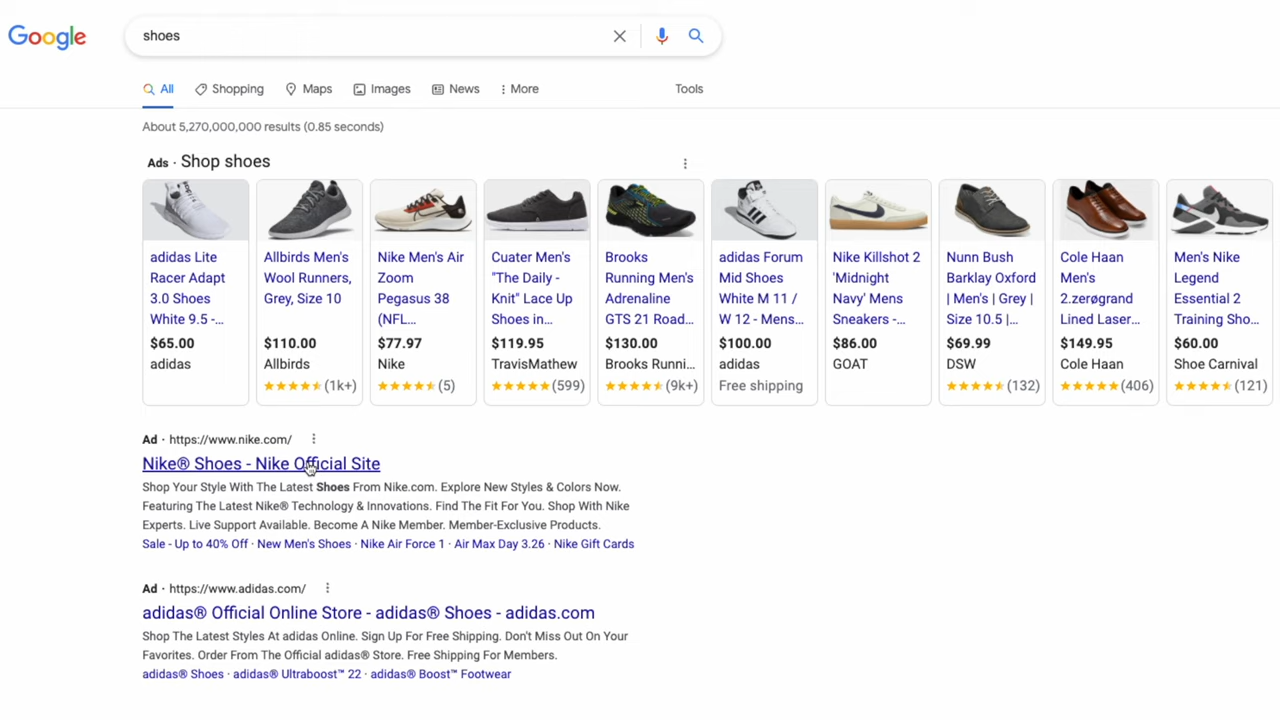 Google
shoes
All
Shopping
Maps
Images
News
More
Tools
About 5,270,000,000 results (0.85 seconds)
Ads · Shop shoes
adidas Lite
Racer Adapt
3.0 Shoes
White 9.5 -...
$65.00
adidas
Allbirds Men's
Wool Runners,
Grey, Size 10
$110.00
Allbirds
(1k+)
Nike Men's Air
Zoom
Pegasus 38
(NFL...
$77.97
Nike
(5)
Cuater Men's
"The Daily -
Knit" Lace Up
Shoes in...
$119.95
TravisMathew
(599)
Brooks
Running Men's
Adrenaline
GTS 21 Road...
$130.00
Brooks Runni...
(9k+)
adidas Forum
Mid Shoes
White M 11 /
W 12 - Mens...
$100.00
adidas
Free shipping
Nike Killshot 2
'Midnight
Navy' Mens
Sneakers -...
$86.00
GOAT
Nunn Bush
Barklay Oxford
| Men's | Grey |
Size 10.5 |...
$69.99
DSW
(132)
Cole Haan
Men's
2.zerøgrand
Lined Laser...
$149.95
Cole Haan
(406)
Men's Nike
Legend
Essential 2
Training Sho...
$60.00
Shoe Carnival
(121)
Ad · https://www.nike.com/
Nike® Shoes - Nike Official Site
Shop Your Style With The Latest Shoes From Nike.com. Explore New Styles & Colors Now.
Featuring The Latest Nike® Technology & Innovations. Find The Fit For You. Shop With Nike
Experts. Live Support Available. Become A Nike Member. Member-Exclusive Products.
Sale - Up to 40% Off · New Men's Shoes · Nike Air Force 1 · Air Max Day 3.26 · Nike Gift Cards
Ad · https://www.adidas.com/
adidas® Official Online Store - adidas® Shoes - adidas.com
Shop The Latest Styles At adidas Online. Sign Up For Free Shipping. Don't Miss Out On Your
Favorites. Order From The Official adidas® Store. Free Shipping For Members.
adidas® Shoes · adidas® Ultraboost™ 22 · adidas® Boost™ Footwear